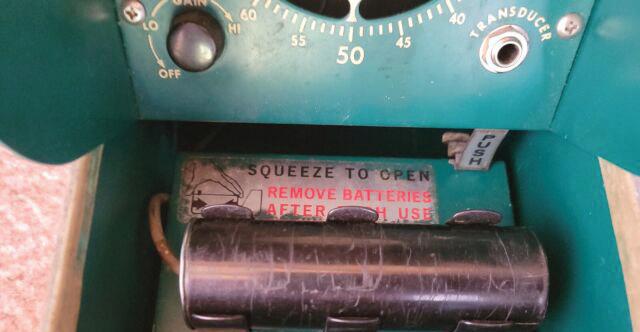 GAIN
LO
HI
OFF
60
55
50
45
40
TRANSDUCER
PUSH
SQUEEZE TO OPEN
REMOVE BATTERIES
AFTER H USE